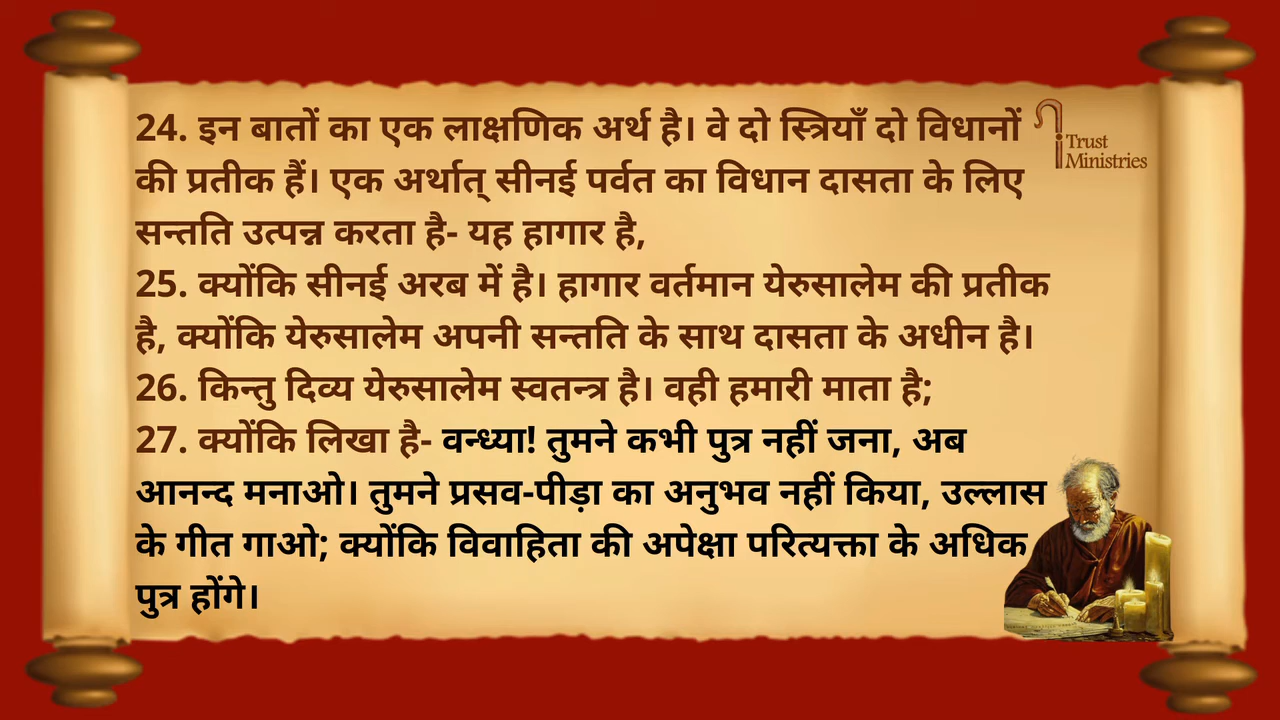 24. इन बातों का एक लाक्षणिक अर्थ है। वे दो स्त्रियाँ दो विधानों
की प्रतीक हैं। एक अर्थात् सीनई पर्वत का विधान दासता के लिए
सन्तति उत्पन्न करता है- यह हागार है,
25. क्योंकि सीनई अरब में है। हागार वर्तमान येरुसालेम की प्रतीक
है, क्योंकि येरुसालेम अपनी सन्तति के साथ दासता के अधीन है।
26. किन्तु दिव्य येरुसालेम स्वतन्त्र है। वही हमारी माता है;
27. क्योंकि लिखा है- वन्ध्या! तुमने कभी पुत्र नहीं जना, अब
आनन्द मनाओ। तुमने प्रसव-पीड़ा का अनुभव नहीं किया, उल्लास
के गीत गाओ; क्योंकि विवाहिता की अपेक्षा परित्यक्ता के अधिक
पुत्र होंगे।
Trust
Ministries